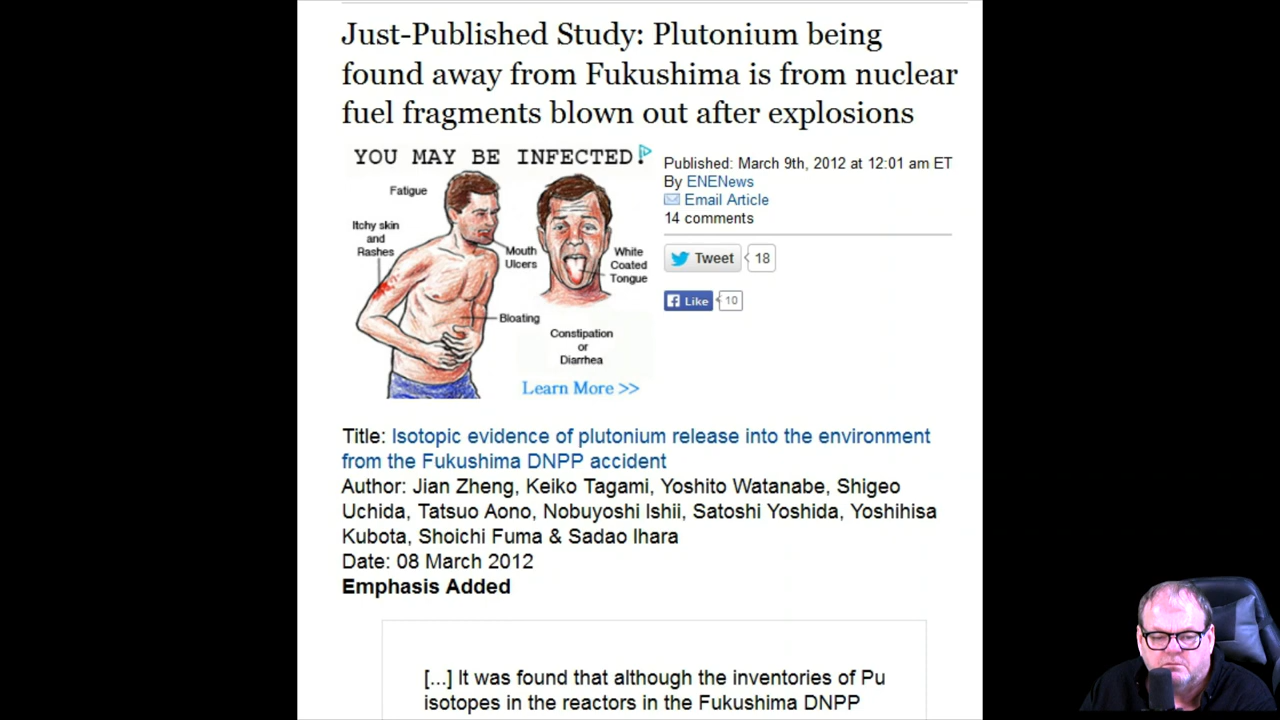 Just-Published Study: Plutonium being
found away from Fukushima is from nuclear
fuel fragments blown out after explosions
YOU MAY BE INFECTED!
Fatigue
Itchy skin
and
Rashes
Mouth
Ulcers
White
Coated
Tongue
Bloating
Constipation
or
Diarrhea
Learn More >>
Published: March 9th, 2012 at 12:01 am ET
By ENENews
Email Article
14 comments
Tweet 18
Like 10
Title: Isotopic evidence of plutonium release into the environment
from the Fukushima DNPP accident
Author: Jian Zheng, Keiko Tagami, Yoshito Watanabe, Shigeo
Uchida, Tatsuo Aono, Nobuyoshi Ishii, Satoshi Yoshida, Yoshihisa
Kubota, Shoichi Fuma & Sadao Ihara
Date: 08 March 2012
Emphasis Added
[...] It was found that although the inventories of Pu
isotopes in the reactors in the Fukushima DNPP